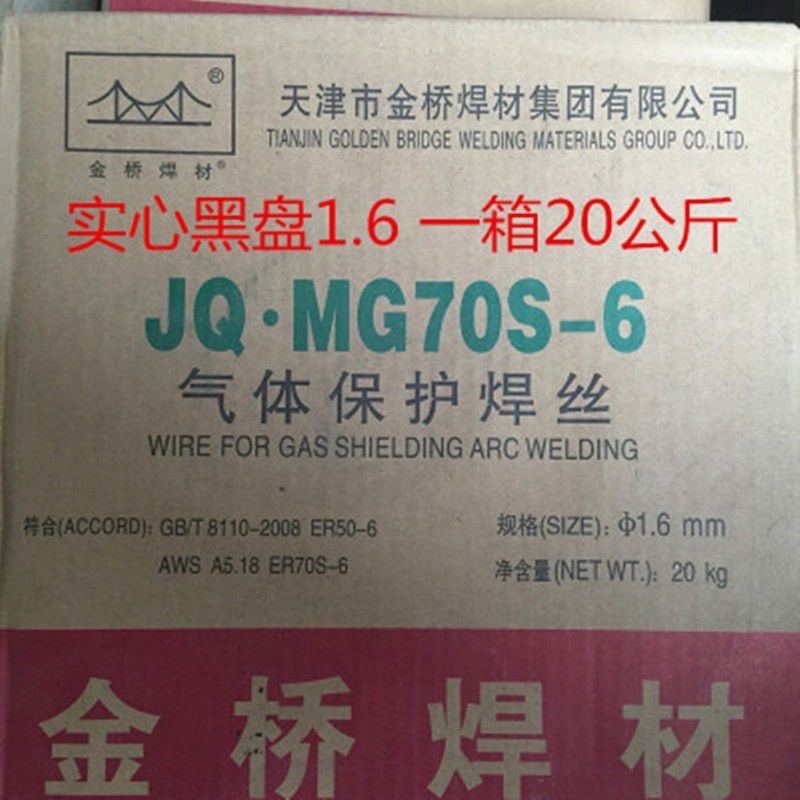 ®
天津市金桥焊材集团有限公司
TIANJIN GOLDEN BRIDGE WELDING MATERIALS GROUP CO.,LTD.
金桥焊材®
实心黑盘1.6 一箱20公斤
JQ·MG70S-6
气体保护焊丝
WIRE FOR GAS SHIELDING ARC WELDING
符合(ACCORD): GB/T 8110-2008 ER50-6
规格(SIZE): Φ1.6 mm
AWS A5.18 ER70S-6
净含量(NET WT.): 20 kg
金桥焊材